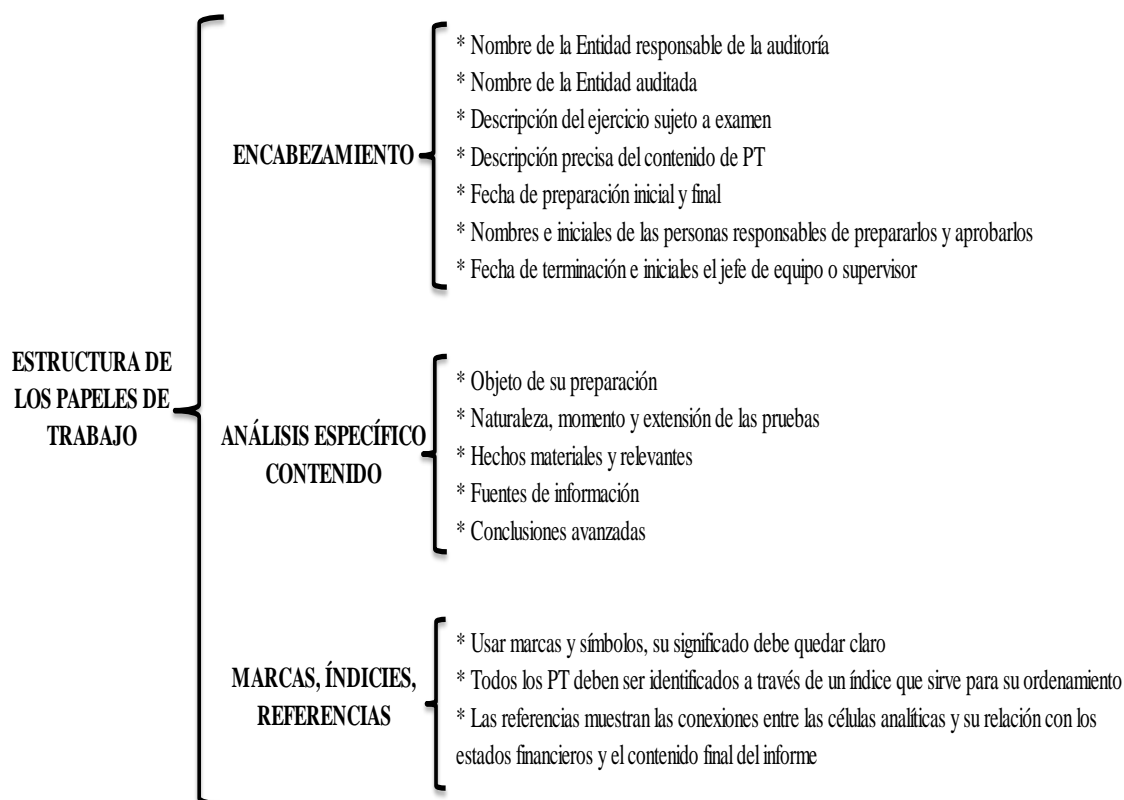 ESTRUCTURA DE
LOS PAPELES DE
TRABAJO
ENCABEZAMIENTO
* Nombre de la Entidad responsable de la auditoría
* Nombre de la Entidad auditada
* Descripción del ejercicio sujeto a examen
* Descripción precisa del contenido de PT
* Fecha de preparación inicial y final
* Nombres e iniciales de las personas responsables de prepararlos y aprobarlos
* Fecha de terminación e iniciales el jefe de equipo o supervisor
ANÁLISIS ESPECÍFICO
CONTENIDO
* Objeto de su preparación
* Naturaleza, momento y extensión de las pruebas
* Hechos materiales y relevantes
* Fuentes de información
* Conclusiones avanzadas
MARCAS, ÍNDICIES,
REFERENCIAS
* Usar marcas y símbolos, su significado debe quedar claro
* Todos los PT deben ser identificados a través de un índice que sirve para su ordenamiento
* Las referencias muestran las conexiones entre las células analíticas y su relación con los
estados financieros y el contenido final del informe